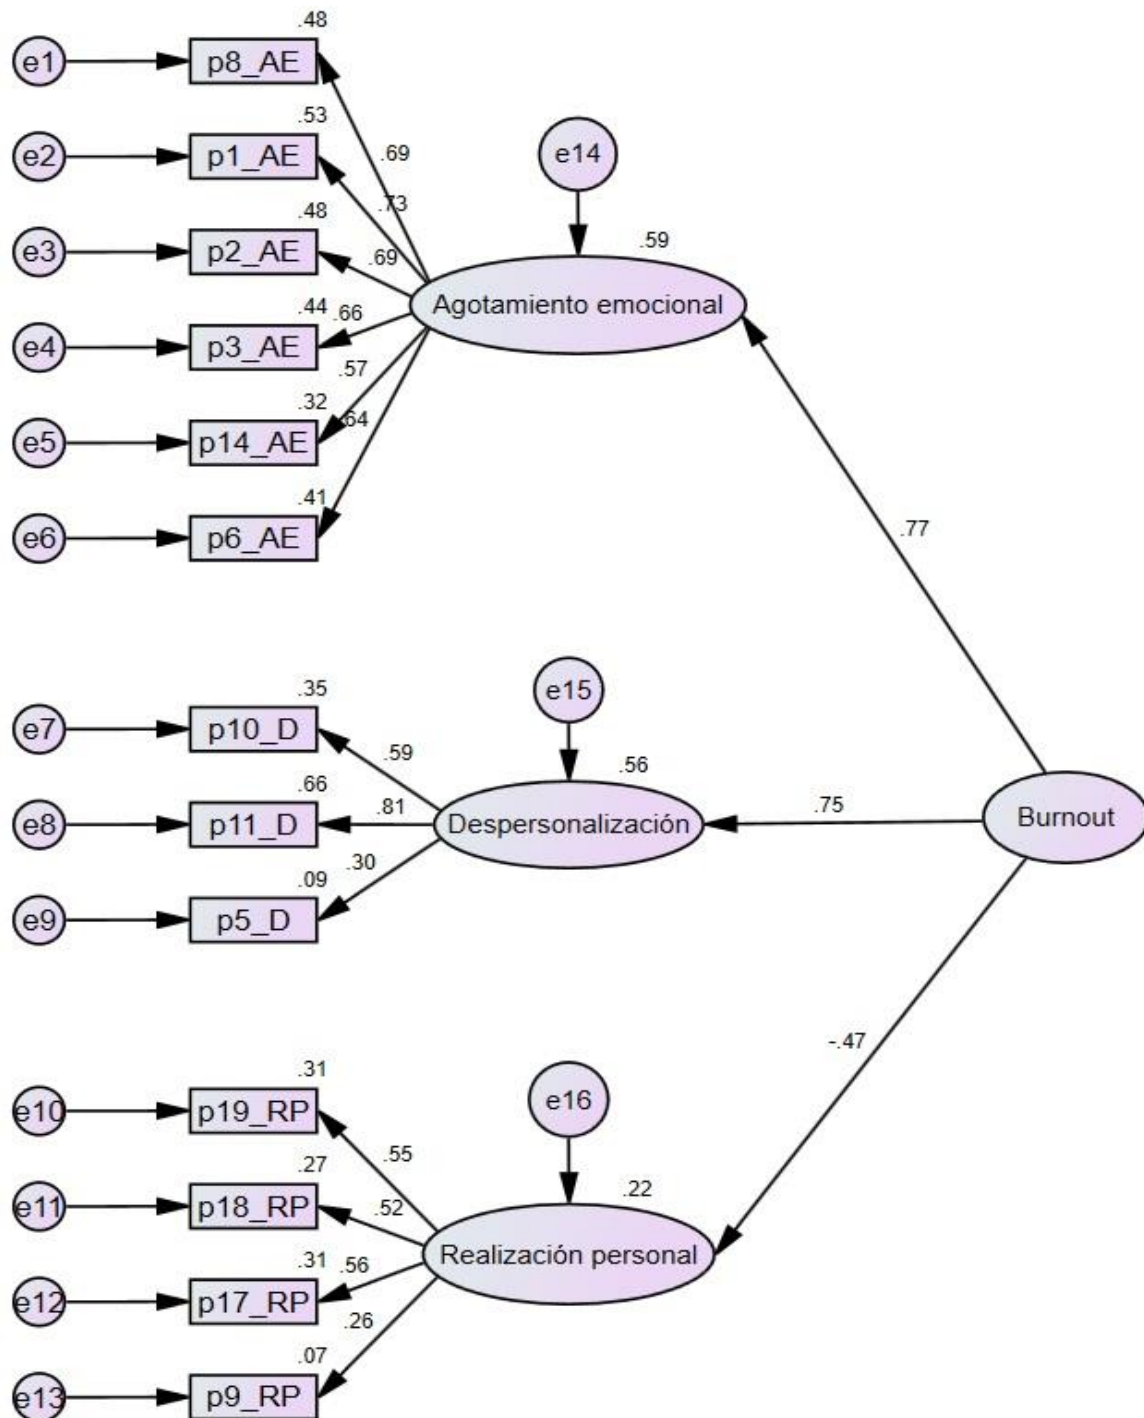 .48
e1
p8_AE
.53
e2
p1_AE
.69
.73
e14
.48
e3
p2_AE
.69
.59
Agotamiento emocional
.44
.66
e4
p3_AE
.57
.32
.64
e5
p14_AE
.41
e6
p6_AE
.77
.35
e7
p10_D
e15
.59
.66
.56
e8
p11_D
.81
Despersonalización
.75
Burnout
.30
.09
e9
p5_D
-.47
.31
e10
p19_RP
e16
.55
.27
e11
p18_RP
.52
.22
Realización personal
.31
.56
e12
p17_RP
.26
.07
e13
p9_RP